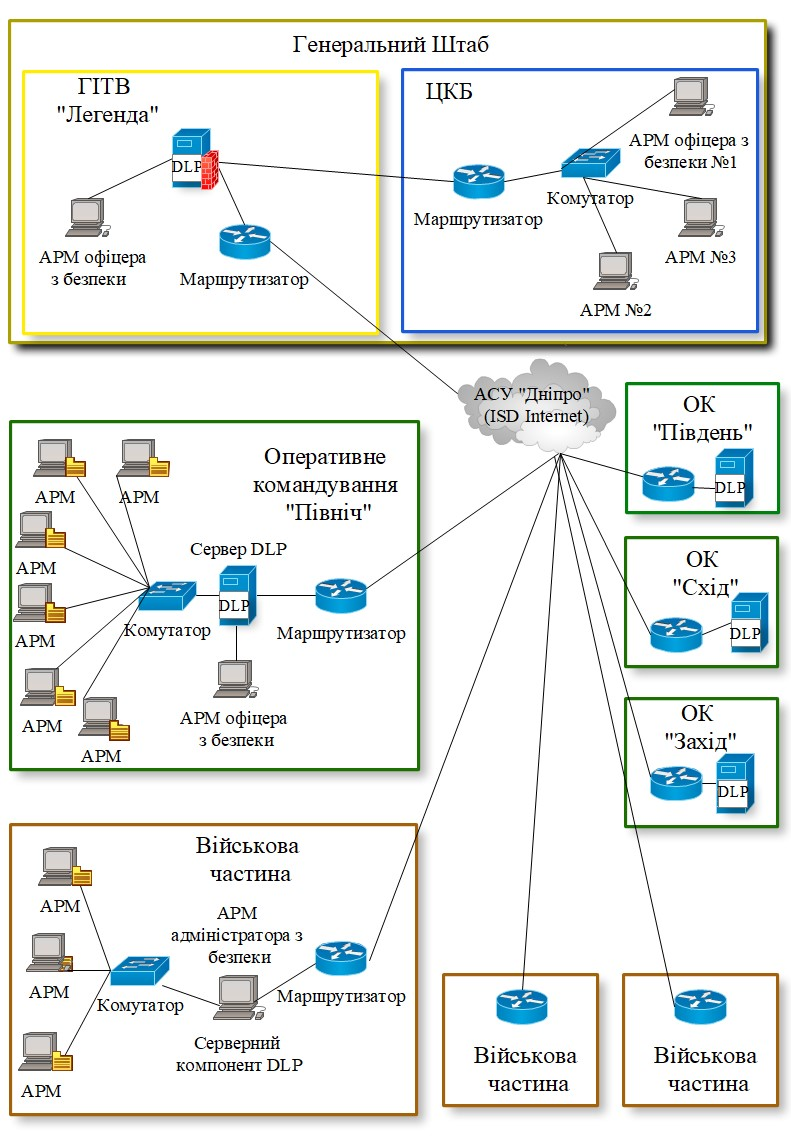 Генеральний Штаб
ГІТВ
"Легенда"
DLP
АРМ офіцера
з безпеки
Маршрутизатор
ЦКБ
АРМ офіцера з
безпеки №1
Маршрутизатор
Комутатор
АРМ №3
АРМ №2
АСУ "Дніпро"
(ISD Internet)
ОК
"Південь"
DLP
ОК
"Схід"
DLP
ОК
"Захід"
DLP
Оперативне
командування
"Північ"
АРМ
АРМ
АРМ
АРМ
АРМ
АРМ
Комутатор
Сервер DLP
DLP
Маршрутизатор
АРМ офіцера
з безпеки
Військова
частина
АРМ
АРМ
АРМ
Комутатор
АРМ
адміністратора з
безпеки
Серверний
компонент DLP
Маршрутизатор
Військова
частина
Військова
частина